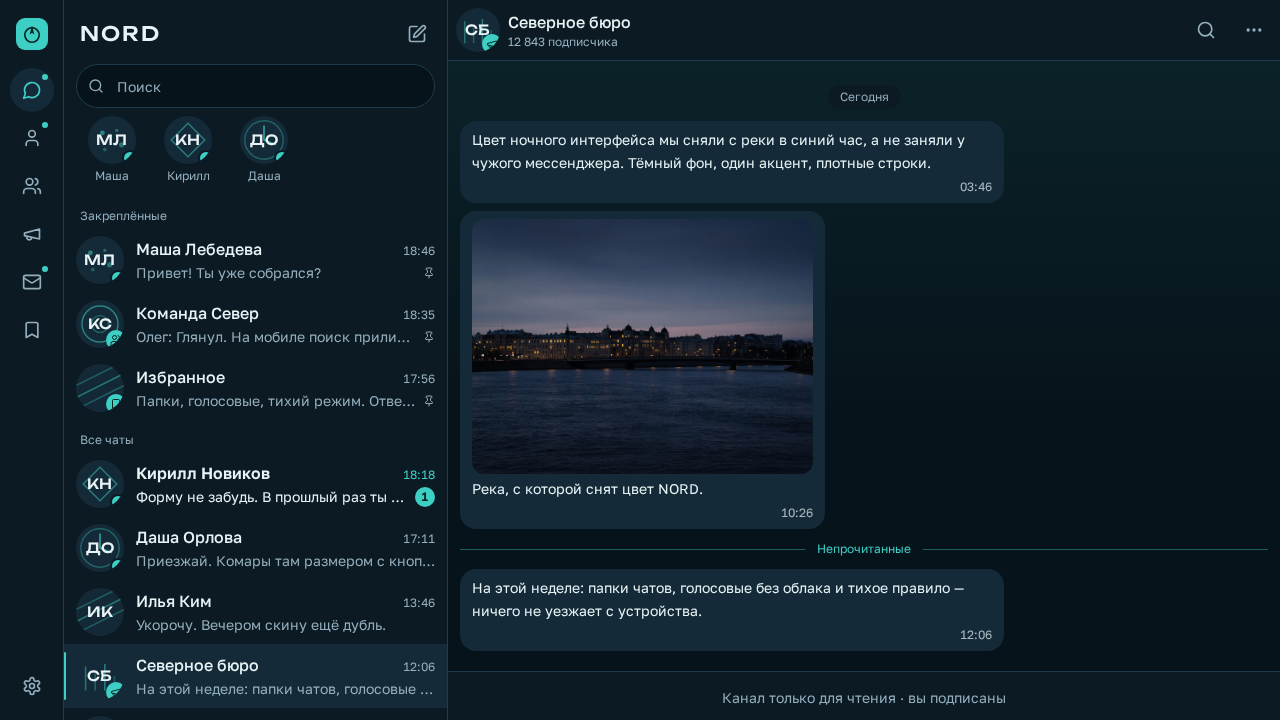 NORD
Поиск
МЛ
КН
ДО
Маша
Кирилл
Даша
Закреплённые
МЛ
Маша Лебедева
18:46
Привет! Ты уже собрался?
КС
Команда Север
18:35
Олег: Глянул. На мобиле поиск прили...
Избранное
17:56
Папки, голосовые, тихий режим. Отве...
Все чаты
КН
Кирилл Новиков
18:18
Форму не забудь. В прошлый раз ты ...
1
ДО
Даша Орлова
17:11
Приезжай. Комары там размером с кноп...
ИК
Илья Ким
13:46
Укорочу. Вечером скину ещё дубль.
СБ
Северное бюро
12:06
На этой неделе: папки чатов, голосовые ...
СБ
Северное бюро
12 843 подписчика
Сегодня
Цвет ночного интерфейса мы сняли с реки в синий час, а не заняли у
чужого мессенджера. Тёмный фон, один акцент, плотные строки.
03:46
Река, с которой снят цвет NORD.
10:26
Непрочитанные
На этой неделе: папки чатов, голосовые без облака и тихое правило —
ничего не уезжает с устройства.
12:06
Канал только для чтения · вы подписаны